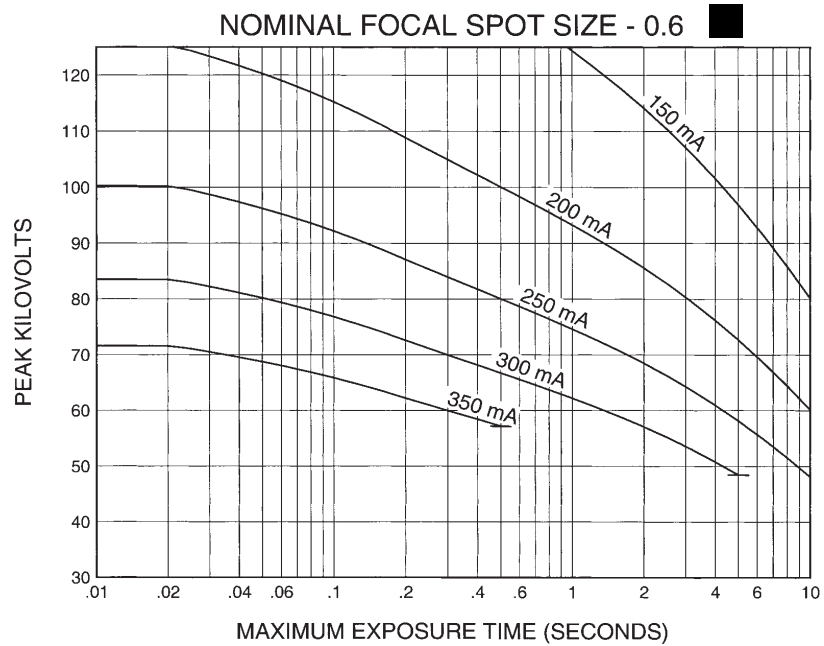 NOMINAL FOCAL SPOT SIZE - 0.6
120
110
100
90
80
70
60
50
40
30
PEAK KILOVOLTS
150 mA
200 mA
250 mA
300 mA
350 mA
.01 .02 .04 .06 .1 .2 .4 .6 1 2 4 6 10
MAXIMUM EXPOSURE TIME (SECONDS)